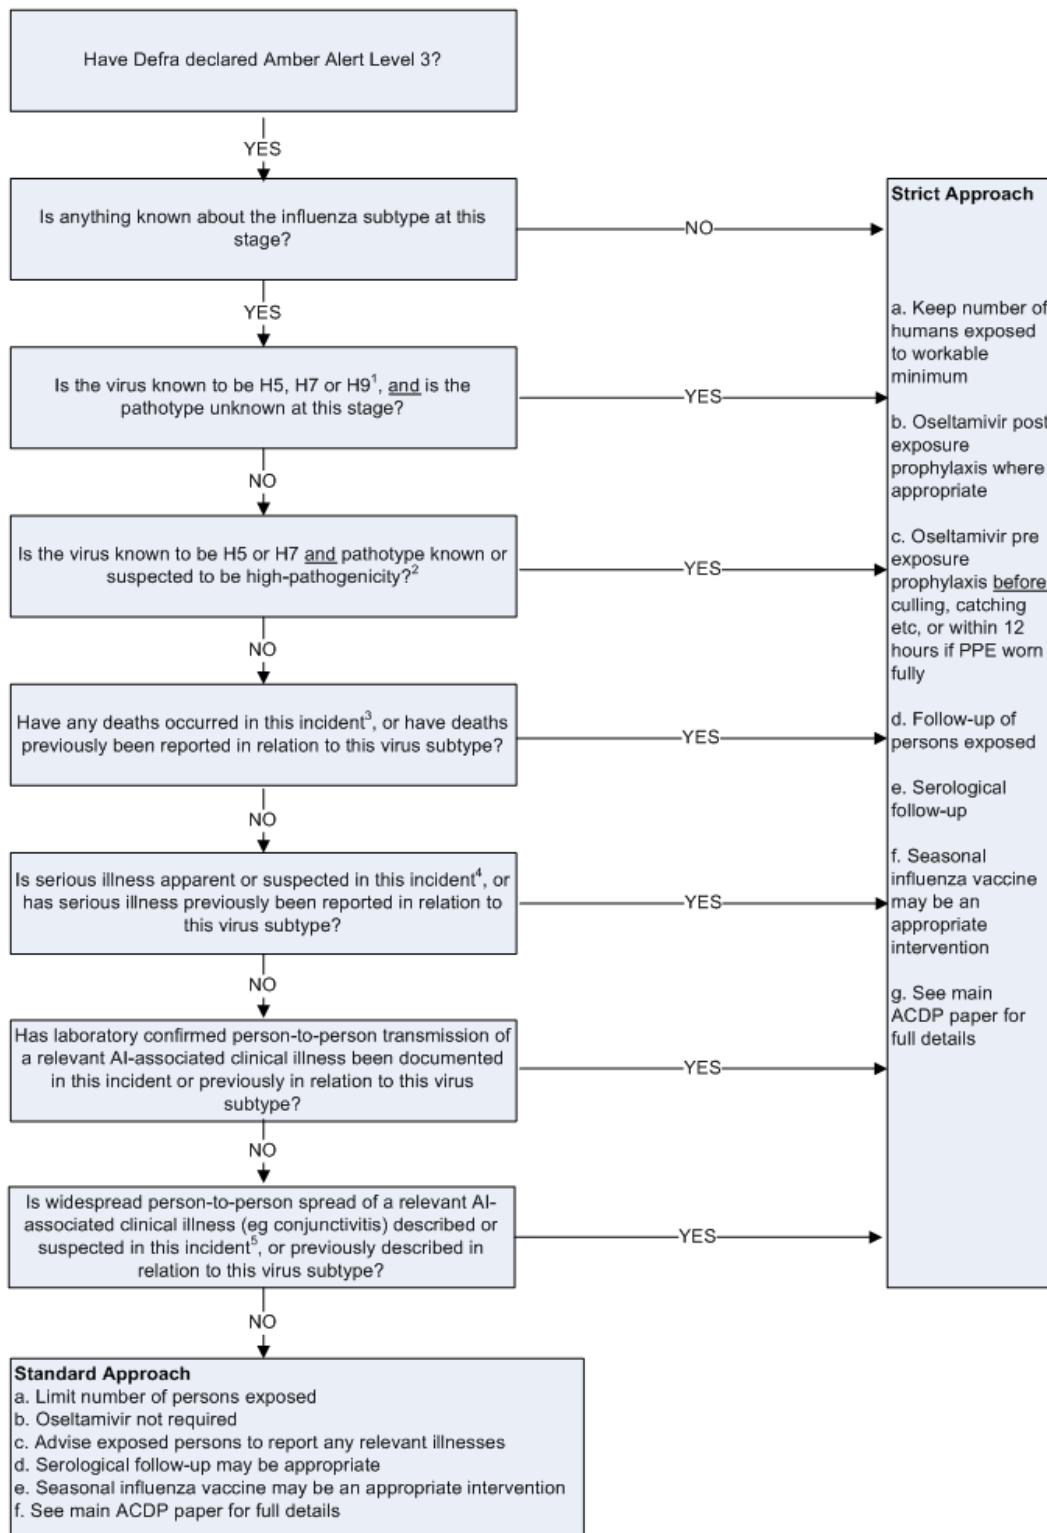 Have Defra declared Amber Alert Level 3?
YES
Is anything known about the influenza subtype at this
stage?
NO
YES
Is the virus known to be H5, H7 or H9¹, and is the
pathotype unknown at this stage?
YES
NO
Is the virus known to be H5 or H7 and pathotype known or
suspected to be high-pathogenicity?²
YES
NO
Have any deaths occurred in this incident³, or have deaths
previously been reported in relation to this virus subtype?
YES
NO
Is serious illness apparent or suspected in this incident⁴, or
has serious illness previously been reported in relation to
this virus subtype?
YES
NO
Has laboratory confirmed person-to-person transmission of
a relevant AI-associated clinical illness been documented
in this incident or previously in relation to this virus
subtype?
YES
NO
Is widespread person-to-person spread of a relevant AI-
associated clinical illness (eg conjunctivitis) described or
suspected in this incident⁵, or previously described in
relation to this virus subtype?
YES
NO
Strict Approach
a. Keep number of
humans exposed
to workable
minimum
b. Oseltamivir post
exposure
prophylaxis where
appropriate
c. Oseltamivir pre
exposure
prophylaxis before
culling, catching
etc, or within 12
hours if PPE worn
fully
d. Follow-up of
persons exposed
e. Serological
follow-up
f. Seasonal
influenza vaccine
may be an
appropriate
intervention
g. See main
ACDP paper for
full details
Standard Approach
a. Limit number of persons exposed
b. Oseltamivir not required
c. Advise exposed persons to report any relevant illnesses
d. Serological follow-up may be appropriate
e. Seasonal influenza vaccine may be an appropriate intervention
f. See main ACDP paper for full details